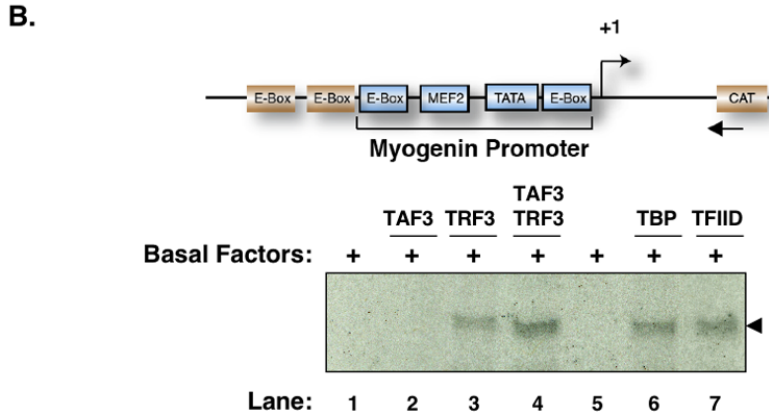 B.
+1
E-Box E-Box E-Box MEF2 TATA E-Box CAT
Myogenin Promoter
TAF3
TAF3 TRF3 TRF3 TBP TFIID
Basal Factors: + + + + + + +
Lane: 1 2 3 4 5 6 7